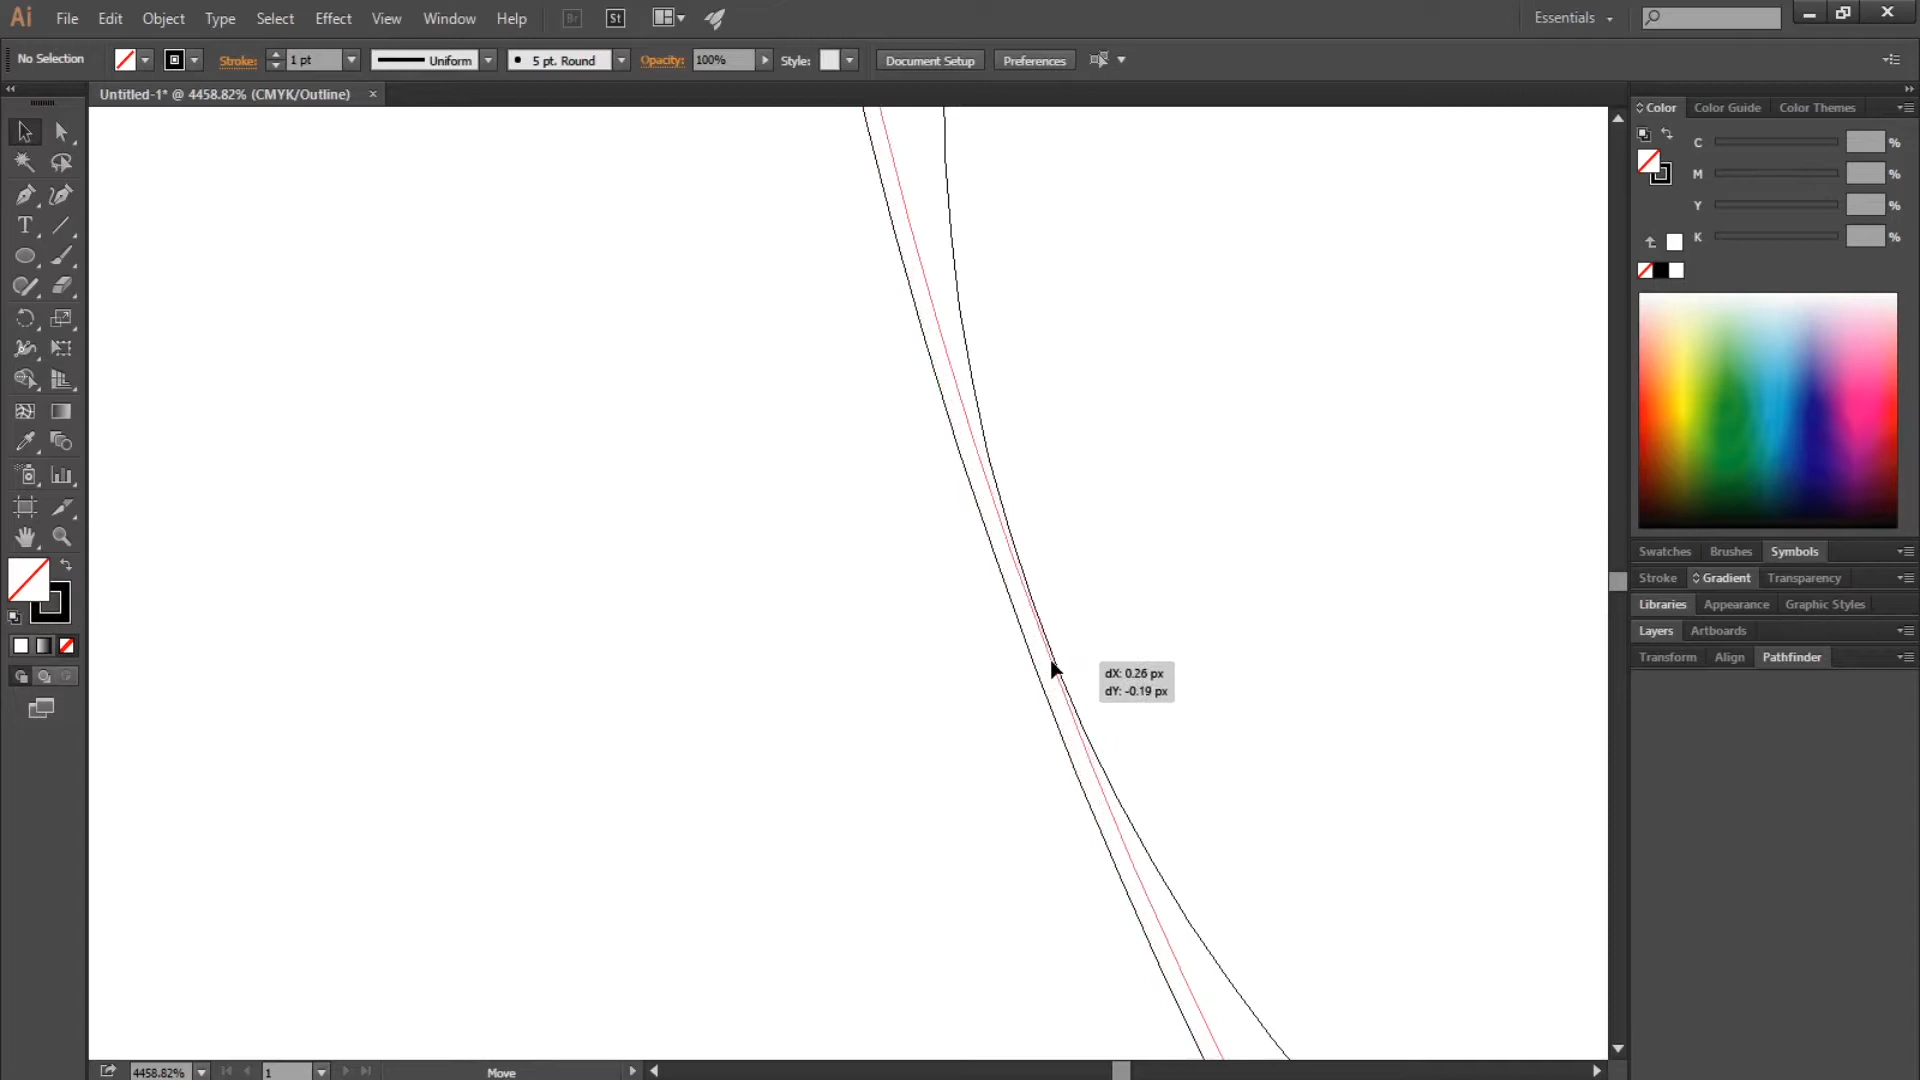 Ai File Edit Object Type Select Effect View Window Help Br St Essentials
No Selection Stroke: 1 pt Uniform 5 pt. Round Opacity: 100% Style: Document Setup Preferences
Untitled-1* @ 4458.82% (CMYK/Outline) ×
Color Color Guide Color Themes
C %
M %
Y %
K %
T
Swatches Brushes Symbols
Stroke Gradient Transparency
Libraries Appearance Graphic Styles
Layers Artboards
Transform Align Pathfinder
dX: 0.26 px
dY: -0.19 px
4458.82% 1 Move